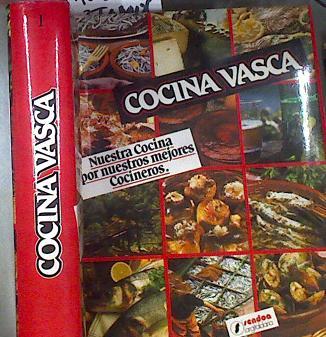 1
COCINA VASCA
COCINA VASCA
Nuestra Cocina
por nuestros mejores
Cocineros.
sendoa